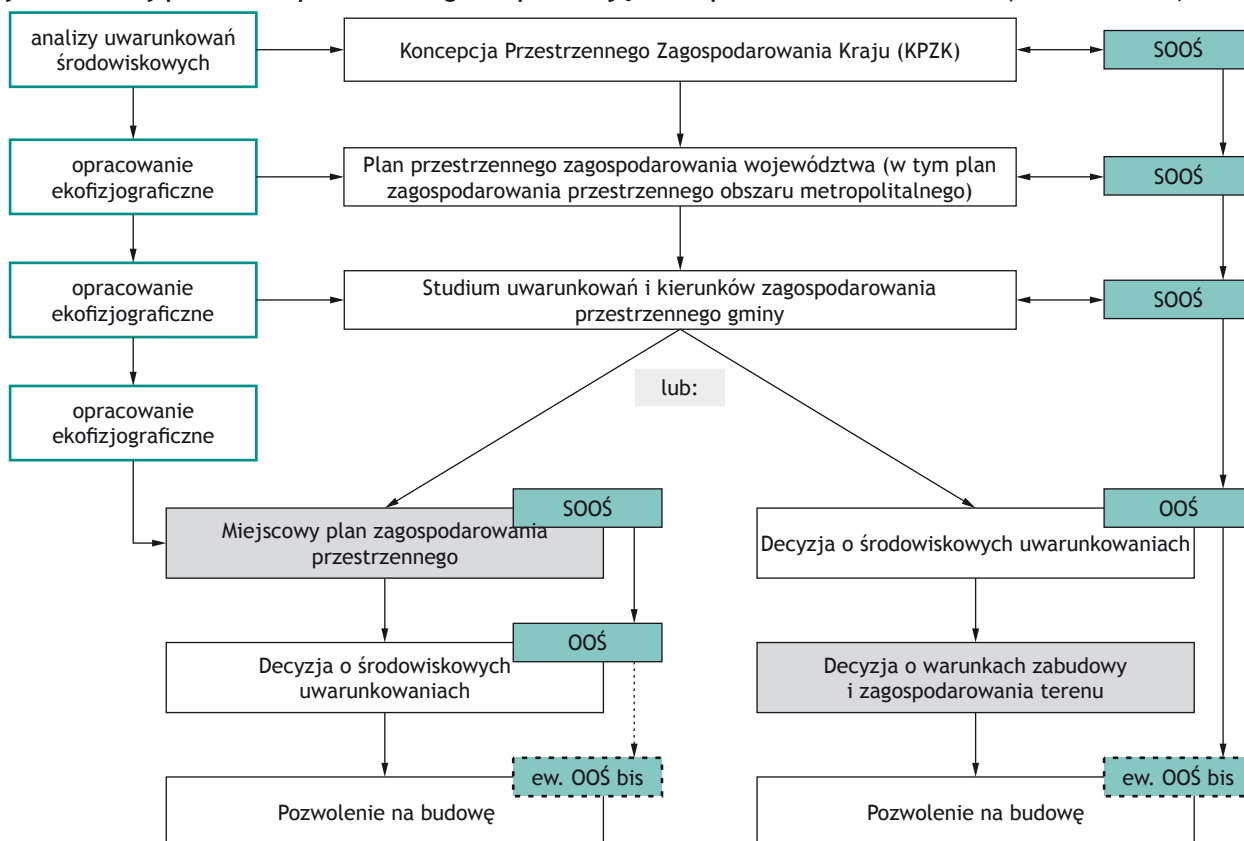 analizy uwarunkowań
środowiskowych
Koncepcja Przestrzennego Zagospodarowania Kraju (KPZK)
SOOŚ
opracowanie
ekofizjograficzne
Plan przestrzennego zagospodarowania województwa (w tym plan
zagospodarowania przestrzennego obszaru metropolitalnego)
SOOŚ
opracowanie
ekofizjograficzne
Studium uwarunkowań i kierunków zagospodarowania
przestrzennego gminy
SOOŚ
lub:
opracowanie
ekofizjograficzne
SOOŚ
Miejscowy plan zagospodarowania
przestrzennego
OOŚ
Decyzja o środowiskowych uwarunkowaniach
OOŚ
Decyzja o środowiskowych
uwarunkowaniach
Decyzja o warunkach zabudowy
i zagospodarowania terenu
ew. OOŚ bis
Pozwolenie na budowę
ew. OOŚ bis
Pozwolenie na budowę